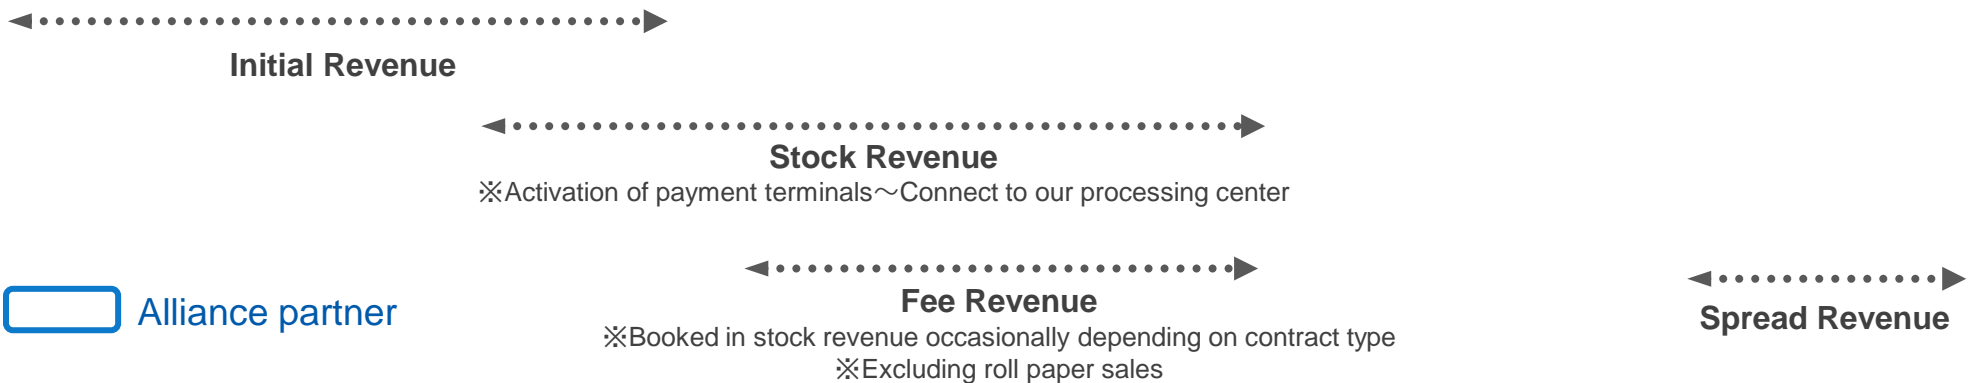 Initial Revenue
Stock Revenue
※Activation of payment terminals～Connect to our processing center
Alliance partner
Fee Revenue
※Booked in stock revenue occasionally depending on contract type
※Excluding roll paper sales
Spread Revenue